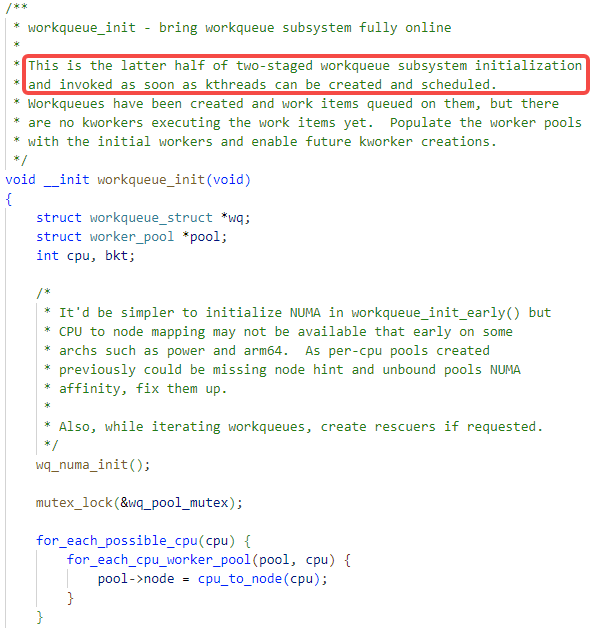 /**
 * workqueue_init - bring workqueue subsystem fully online
 *
 * This is the latter half of two-staged workqueue subsystem initialization
 * and invoked as soon as kthreads can be created and scheduled.
 * Workqueues have been created and work items queued on them, but there
 * are no kworkers executing the work items yet.  Populate the worker pools
 * with the initial workers and enable future kworker creations.
 */
void __init workqueue_init(void)
{
    struct workqueue_struct *wq;
    struct worker_pool *pool;
    int cpu, bkt;

    /*
     * It'd be simpler to initialize NUMA in workqueue_init_early() but
     * CPU to node mapping may not be available that early on some
     * archs such as power and arm64.  As per-cpu pools created
     * previously could be missing node hint and unbound pools NUMA
     * affinity, fix them up.
     *
     * Also, while iterating workqueues, create rescuers if requested.
     */
    wq_numa_init();

    mutex_lock(&wq_pool_mutex);

    for_each_possible_cpu(cpu) {
        for_each_cpu_worker_pool(pool, cpu) {
            pool->node = cpu_to_node(cpu);
        }
    }